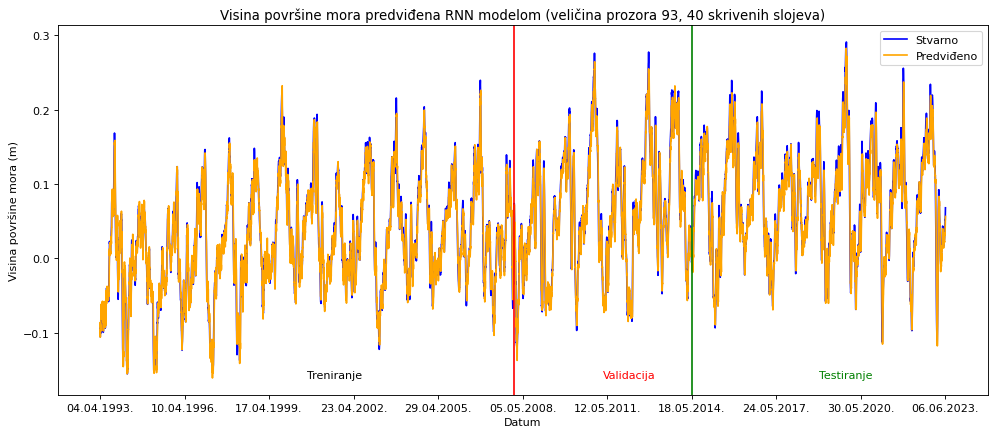 Visina površine mora predviđena RNN modelom (veličina prozora 93, 40 skrivenih slojeva)
Stvarno
Predviđeno
Visina površine mora (m)
0.3
0.2
0.1
0.0
−0.1
Treniranje
Validacija
Testiranje
04.04.1993. 10.04.1996. 17.04.1999. 23.04.2002. 29.04.2005. 05.05.2008. 12.05.2011. 18.05.2014. 24.05.2017. 30.05.2020. 06.06.2023.
Datum